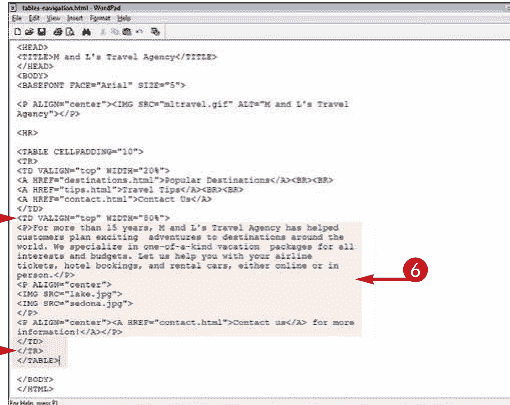 tables-navigation.html - WordPad
File Edit View Insert Format Help
<HEAD>
<TITLE>M and L's Travel Agency</TITLE>
</HEAD>
<BODY>
<BASEFONT FACE="Arial" SIZE="5">
<P ALIGN="center"><IMG SRC="mltravel.gif" ALT="M and L's Travel
Agency"></P>
<HR>
<TABLE CELLPADDING="10">
<TR>
<TD VALIGN="top" WIDTH="20%">
<A HREF="destinations.html">Popular Destinations</A><BR><BR>
<A HREF="tips.html">Travel Tips</A><BR><BR>
<A HREF="contact.html">Contact Us</A>
</TD>
<TD VALIGN="top" WIDTH="80%">
<P>For more than 15 years, M and L's Travel Agency has helped
customers plan exciting adventures to destinations around the
world. We specialize in one-of-a-kind vacation packages for all
interests and budgets. Let us help you with your airline
tickets, hotel bookings, and rental cars, either online or in
person.</P>
<P ALIGN="center">
<IMG SRC="lake.jpg">
<IMG SRC="sedona.jpg">
</P>
<P ALIGN="center"><A HREF="contact.html">Contact us</A> for more
information!</A></P>
</TD>
</TR>
</TABLE>
</BODY>
</HTML>
For Help, press F1
6